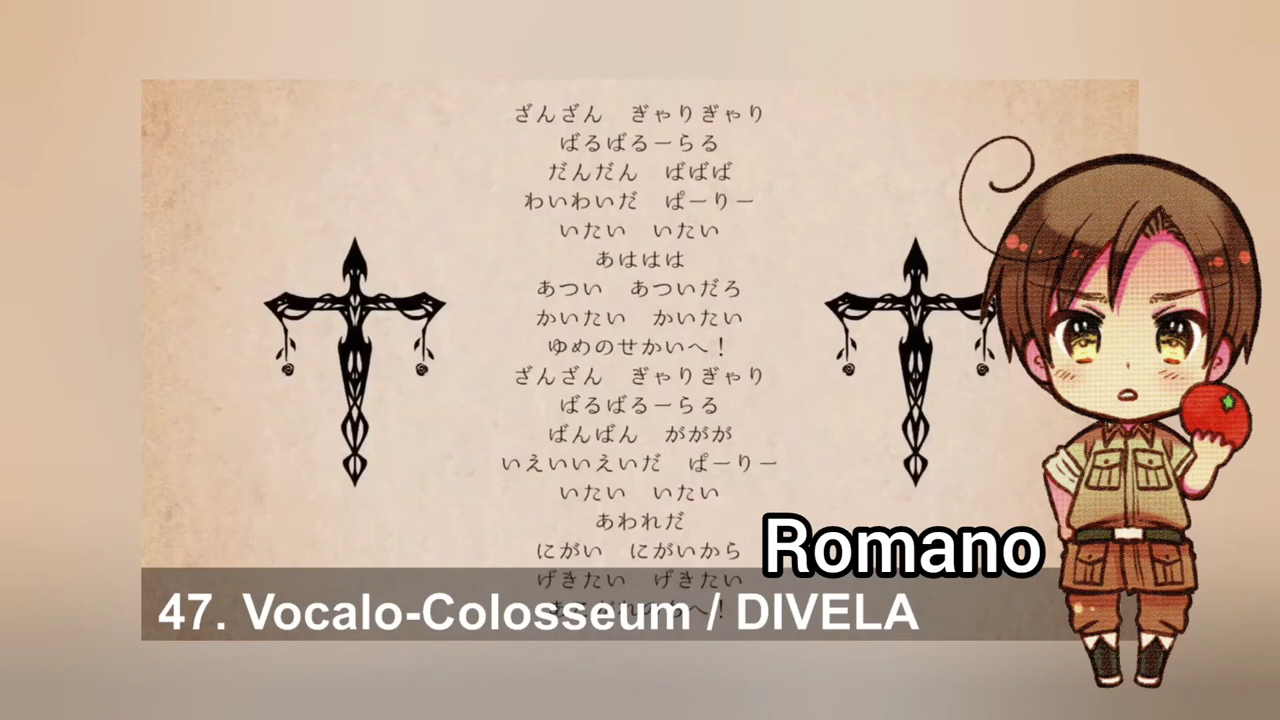 ざんざん　ぎゃりぎゃり
ばるばるーらる
だんだん　ばばば
わいわいだ　ぱーりー
いたい　いたい
あははは
あつい　あついだろ
かいたい　かいたい
ゆめのせかいへ！
ざんざん　ぎゃりぎゃり
ばるばるーらる
ばんばん　ががが
いえいいえいだ　ぱーりー
いたい　いたい
あわれだ
にがい　にがいから
げきたい　げきたい
Romano
47. Vocalo-Colosseum / DIVELA